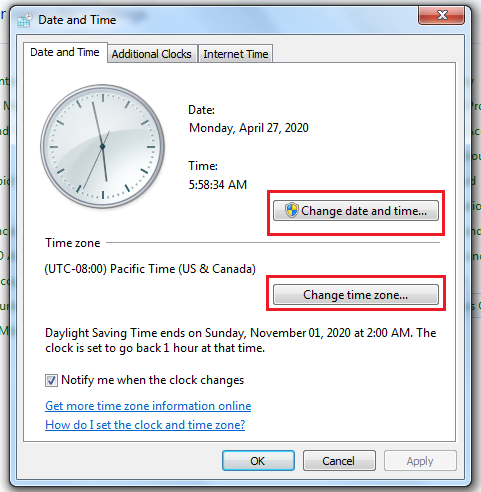 Date and Time
Date and Time
Additional Clocks
Internet Time
Date:
Monday, April 27, 2020
Time:
5:58:34 AM
Change date and time...
Time zone
(UTC-08:00) Pacific Time (US & Canada)
Change time zone...
Daylight Saving Time ends on Sunday, November 01, 2020 at 2:00 AM. The
clock is set to go back 1 hour at that time.
Notify me when the clock changes
Get more time zone information online
How do I set the clock and time zone?
OK
Cancel
Apply